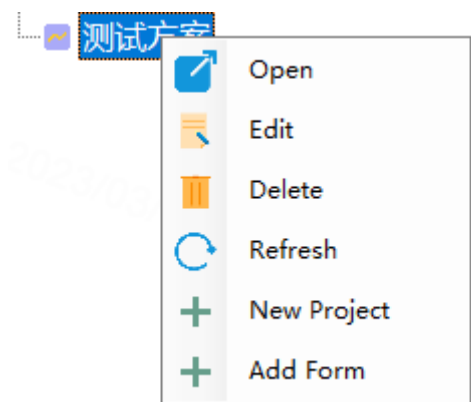 测试方案
Open
Edit
Delete
Refresh
New Project
Add Form